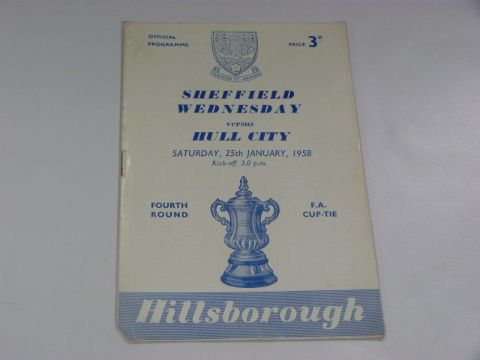 OFFICIAL
PROGRAMME
PRICE 3D
SHEFFIELD
WEDNESDAY
versus
HULL CITY
SATURDAY, 25th JANUARY, 1958
Kick-off 3.0 p.m.
FOURTH
ROUND
F.A.
CUP-TIE
Hillsborough